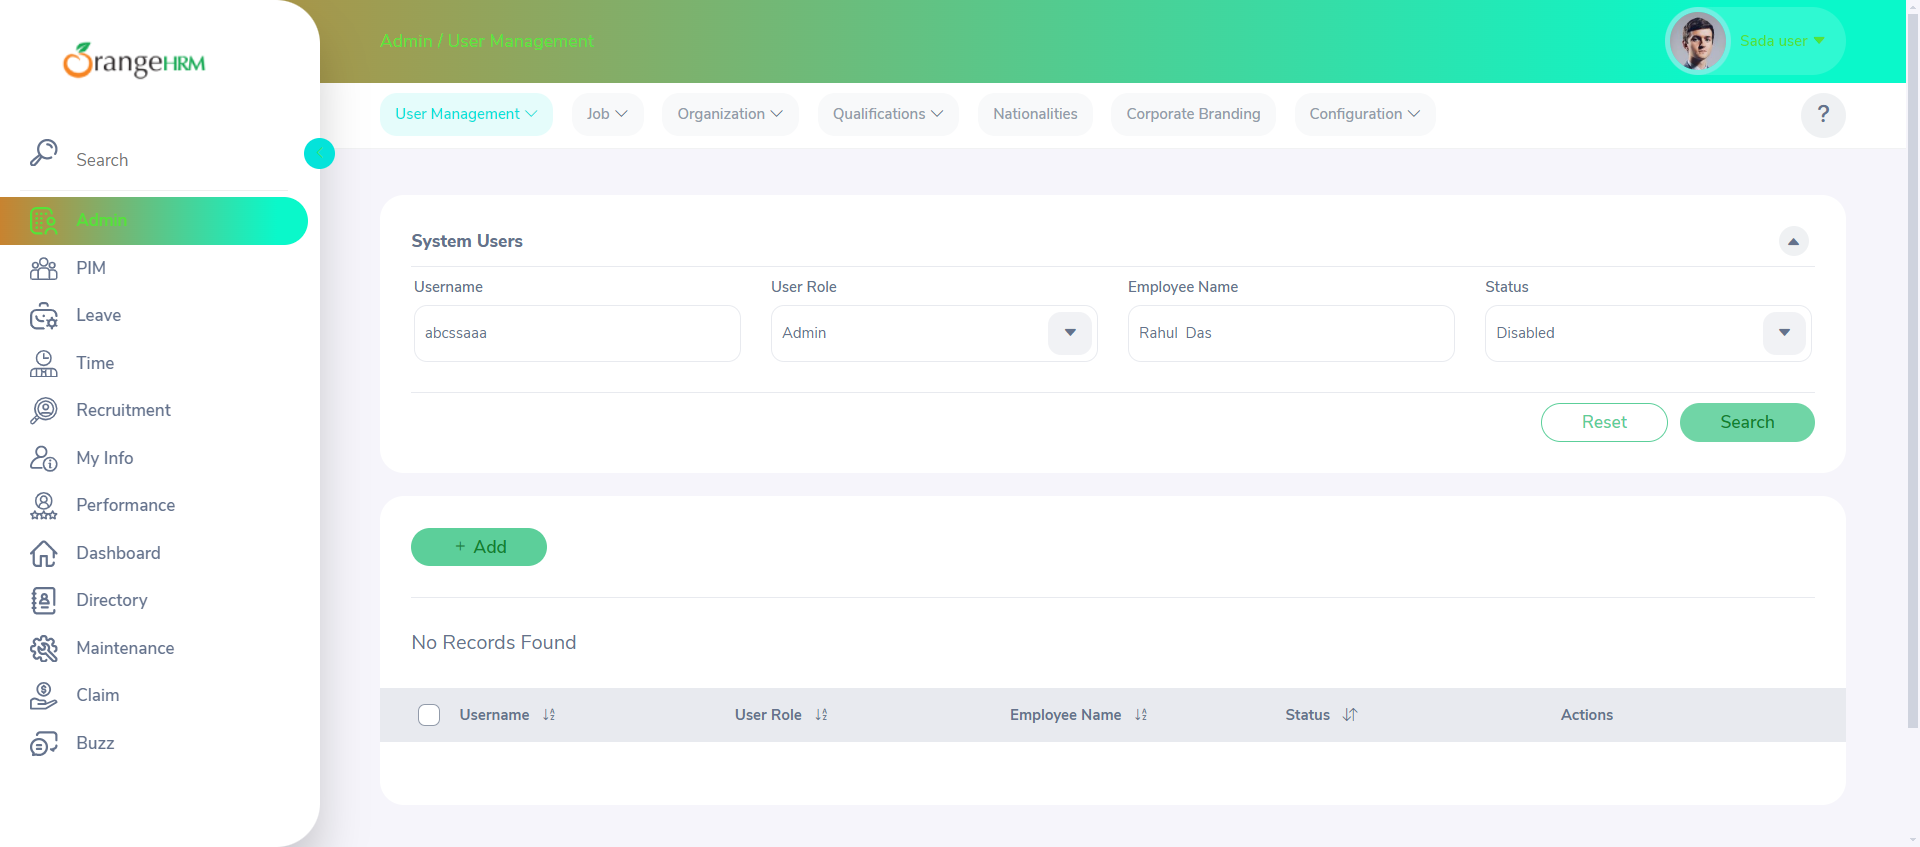 OrangeHRM
Search
Admin
PIM
Leave
Time
Recruitment
My Info
Performance
Dashboard
Directory
Maintenance
Claim
Buzz
Admin / User Management
Sada user
User Management
Job
Organization
Qualifications
Nationalities
Corporate Branding
Configuration
?
System Users
Username
User Role
Employee Name
Status
abcssaaa
Admin
Rahul  Das
Disabled
Reset
Search
+ Add
No Records Found
Username
User Role
Employee Name
Status
Actions